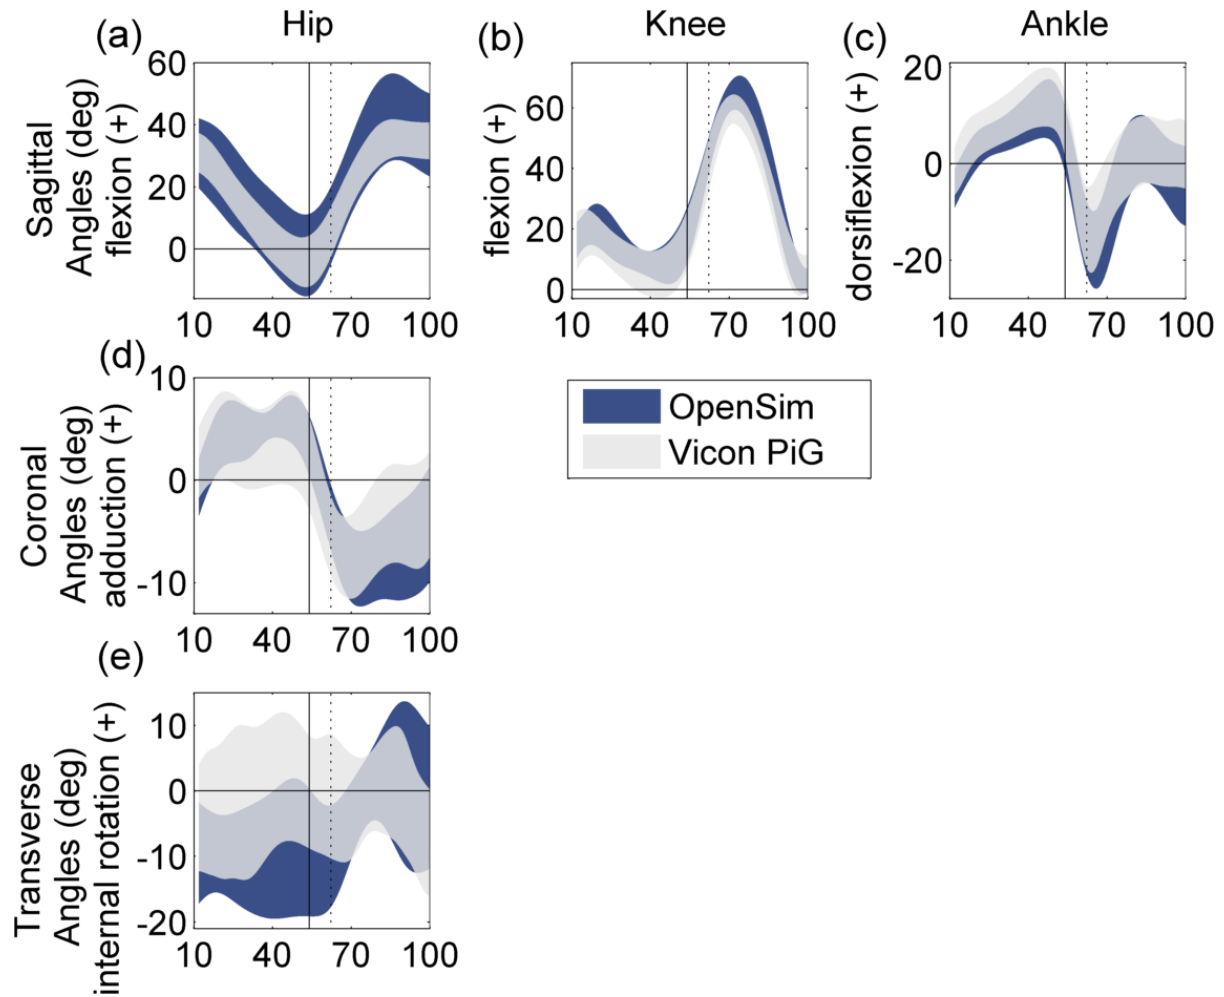 (a) Hip (b) Knee (c) Ankle
Sagittal
Angles (deg)
flexion (+)
60
40
20
0
10 40 70 100
flexion (+)
60
40
20
0
10 40 70 100
dorsiflexion (+)
20
0
-20
10 40 70 100
(d)
Coronal
Angles (deg)
adduction (+)
10
0
-10
10 40 70 100
OpenSim
Vicon PiG
(e)
Transverse
Angles (deg)
internal rotation (+)
10
0
-10
-20
10 40 70 100